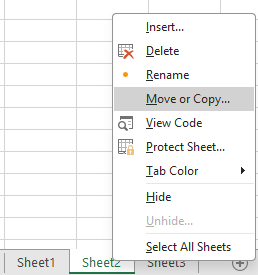 Insert...
Delete
Rename
Move or Copy...
View Code
Protect Sheet...
Tab Color
Hide
Unhide...
Select All Sheets
Sheet1 Sheet2 Sheet3